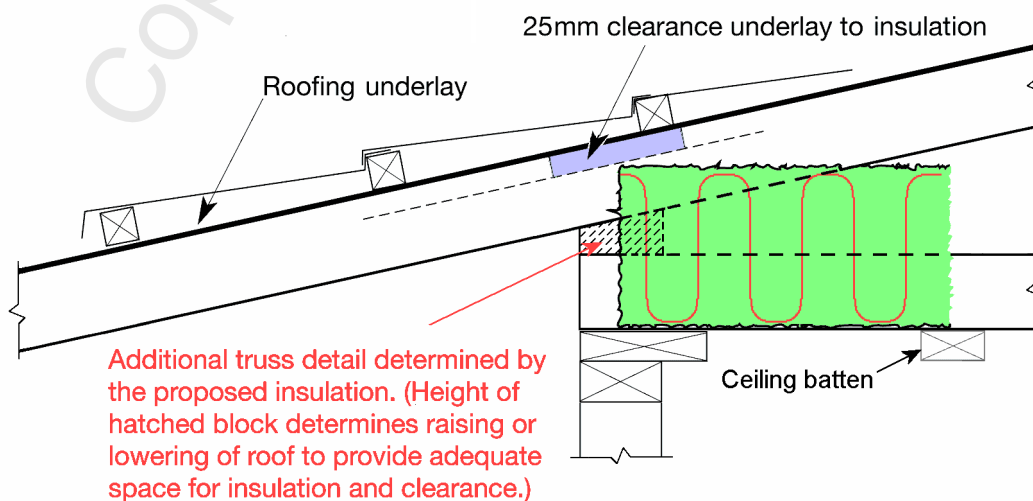 25mm clearance underlay to insulation
Roofing underlay
Additional truss detail determined by
the proposed insulation. (Height of
hatched block determines raising or
lowering of roof to provide adequate
space for insulation and clearance.)
Ceiling batten
Cop